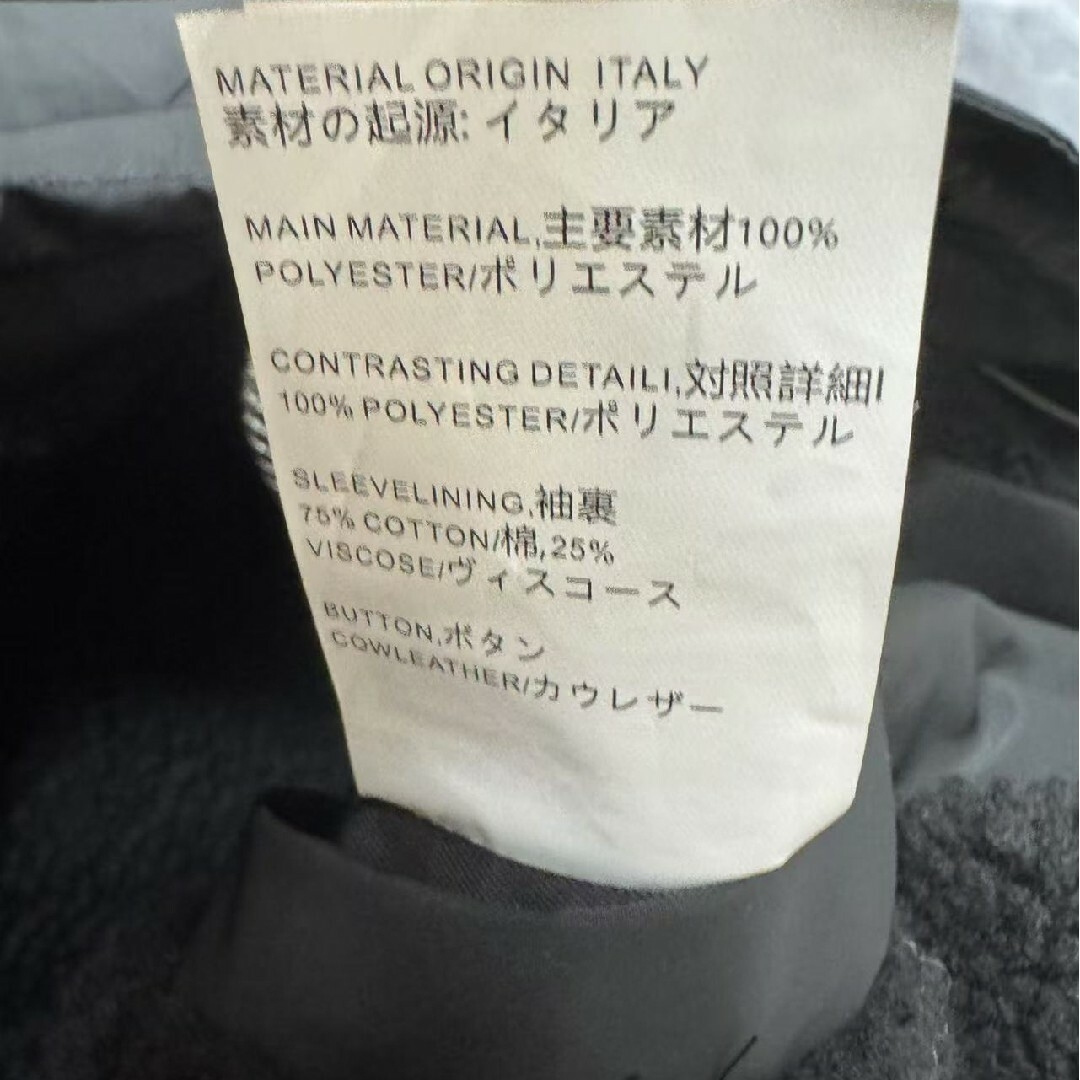 MATERIAL ORIGIN ITALY
素材の起源: イタリア
MAIN MATERIAL,主要素材100%
POLYESTER/ポリエステル
CONTRASTING DETAILI,対照詳細I
100% POLYESTER/ポリエステル
SLEEVELINING,袖裏
75% COTTON/棉,25%
VISCOSE/ヴィスコース
BUTTON,ボタン
COWLEATHER/カウレザー